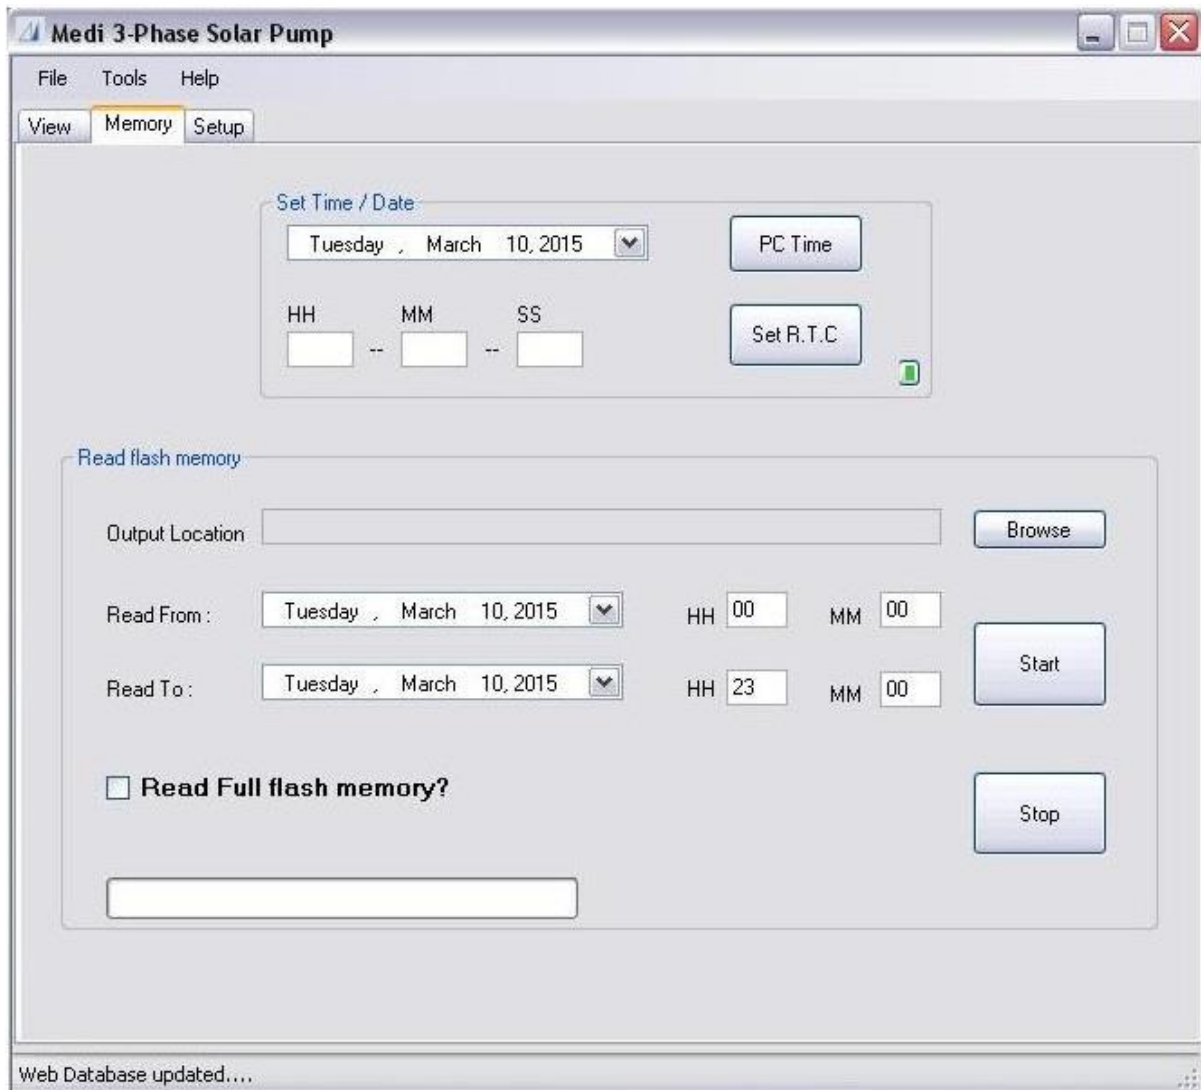 Medi 3-Phase Solar Pump
File Tools Help
View Memory Setup
Set Time / Date
Tuesday , March 10, 2015
PC Time
HH MM SS
-- --
Set R.T.C
Read flash memory
Output Location
Browse
Read From :
Tuesday , March 10, 2015
HH 00 MM 00
Start
Read To :
Tuesday , March 10, 2015
HH 23 MM 00
Read Full flash memory?
Stop
Web Database updated....